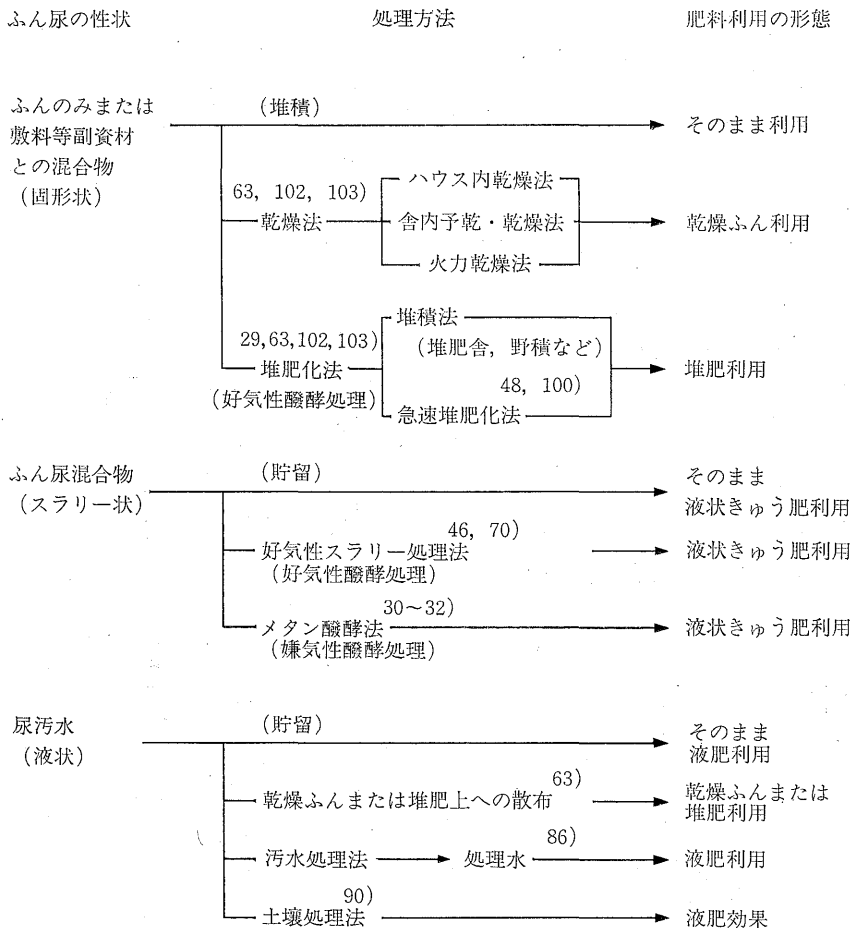 ふん尿の性状 処理方法 肥料利用の形態
ふんのみまたは
敷料等副資材
との混合物
(固形状)
(堆積)
そのまま利用
63, 102, 103)
乾燥法
ハウス内乾燥法
舎内予乾・乾燥法
火力乾燥法
乾燥ふん利用
29,63,102,103)
堆肥化法
(好気性醗酵処理)
堆積法
(堆肥舎, 野積など)
48, 100)
急速堆肥化法
堆肥利用
ふん尿混合物
(スラリー状)
(貯留)
そのまま
液状きゅう肥利用
46, 70)
好気性スラリー処理法
(好気性醗酵処理)
液状きゅう肥利用
30~32)
メタン醗酵法
(嫌気性醗酵処理)
液状きゅう肥利用
尿汚水
(液状)
(貯留)
そのまま
液肥利用
63)
乾燥ふんまたは堆肥上への散布
乾燥ふんまたは
堆肥利用
86)
汚水処理法 処理水 液肥利用
90)
土壌処理法 液肥効果